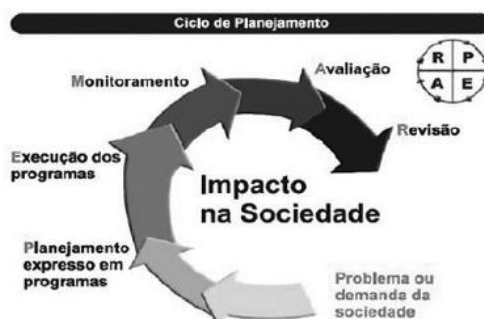 Ciclo de Planejamento
R P
A E
Monitoramento
Avaliação
Revisão
Execução dos
programas
Impacto
na Sociedade
Planejamento
expresso em
programas
Problema ou
demanda da
sociedade